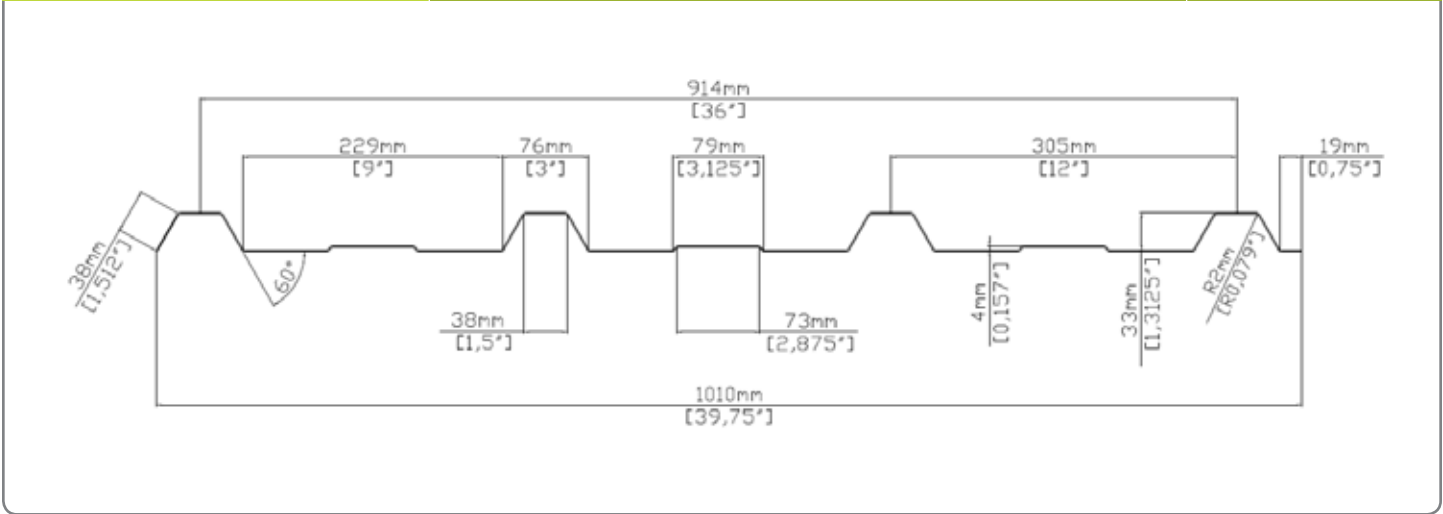 914mm
[36"]
229mm
[9"]
76mm
[3"]
79mm
[3,125"]
305mm
[12"]
19mm
[0,75"]
38mm
[1,512"]
60°
38mm
[1,5"]
73mm
[2,875"]
4mm
[0,157"]
33mm
[1,3125"]
R2mm
[R0,079"]
1010mm
[39,75"]